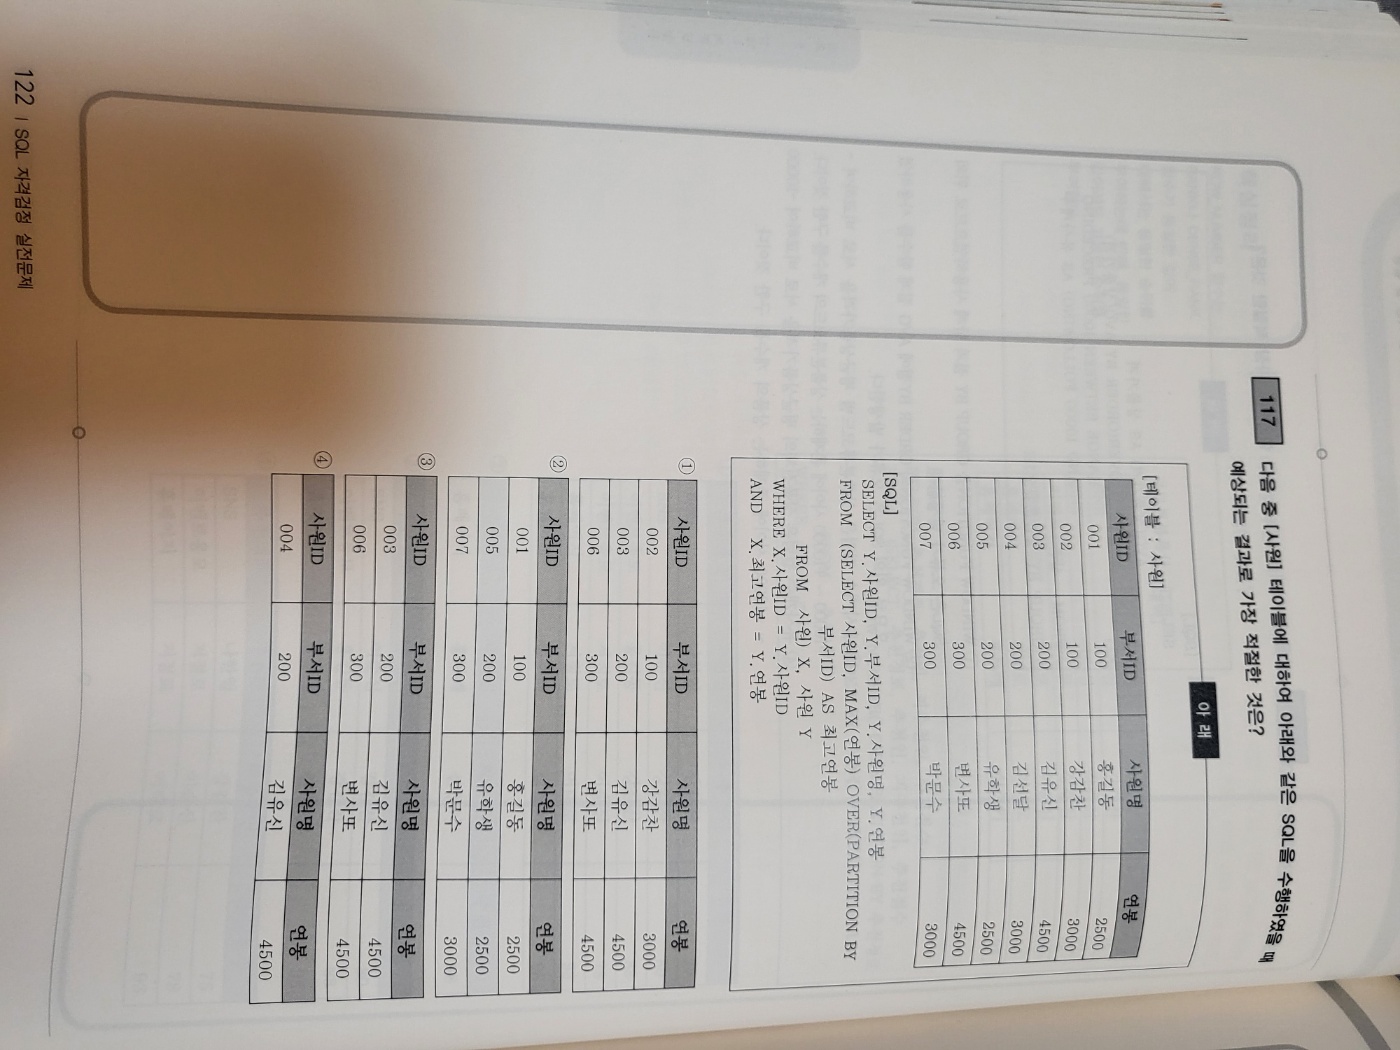 117 다음 중 [사원] 테이블에 대하여 아래와 같은 SQL을 수행하였을 때
예상되는 결과로 가장 적절한 것은?
아 래
[테이블 : 사원]
사원ID 부서ID 사원명 연봉
001 100 홍길동 2500
002 100 강감찬 3000
003 200 김유신 4500
004 200 김선달 3000
005 200 유학생 2500
006 300 변사또 4500
007 300 박문수 3000
[SQL]
SELECT Y.사원ID, Y.부서ID, Y.사원명, Y.연봉
FROM (SELECT 사원ID, MAX(연봉) OVER(PARTITION BY
부서ID) AS 최고연봉
FROM 사원) X, 사원 Y
WHERE X.사원ID = Y.사원ID
AND X.최고연봉 = Y.연봉
①
사원ID 부서ID 사원명 연봉
002 100 강감찬 3000
003 200 김유신 4500
006 300 변사또 4500
②
사원ID 부서ID 사원명 연봉
001 100 홍길동 2500
005 200 유학생 2500
007 300 박문수 3000
③
사원ID 부서ID 사원명 연봉
003 200 김유신 4500
006 300 변사또 4500
④
사원ID 부서ID 사원명 연봉
004 200 김유신 4500
122 | SQL 자격검정 실전문제